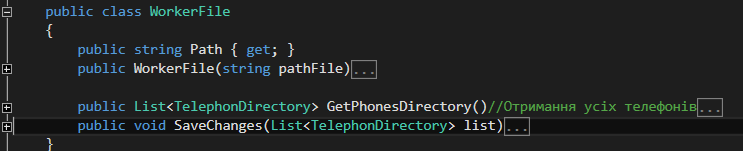 public class WorkerFile
{
public string Path { get; }
public WorkerFile(string pathFile)...
public List<TelephonDirectory> GetPhonesDirectory()//Отримання усіх телефонів...
public void SaveChanges(List<TelephonDirectory> list)...
}